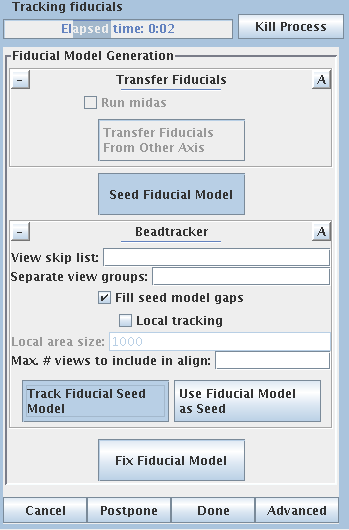 Tracking fiducials
Elapsed time: 0:02
Kill Process
Fiducial Model Generation
- Transfer Fiducials A
Run midas
Transfer Fiducials
From Other Axis
Seed Fiducial Model
- Beadtracker A
View skip list:
Separate view groups:
Fill seed model gaps
Local tracking
Local area size: 1000
Max. # views to include in align:
Track Fiducial Seed
Model
Use Fiducial Model
as Seed
Fix Fiducial Model
Cancel Postpone Done Advanced